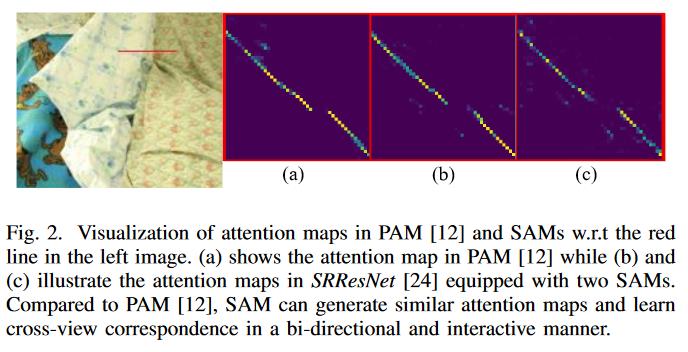 (a) (b) (c)
Fig. 2. Visualization of attention maps in PAM [12] and SAMs w.r.t the red
line in the left image. (a) shows the attention map in PAM [12] while (b) and
(c) illustrate the attention maps in SRResNet [24] equipped with two SAMs.
Compared to PAM [12], SAM can generate similar attention maps and learn
cross-view correspondence in a bi-directional and interactive manner.